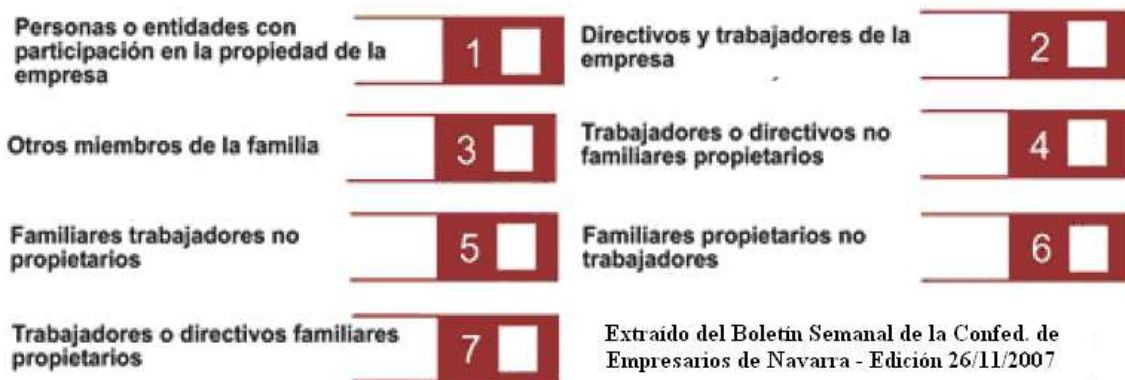 Personas o entidades con
participación en la propiedad de la
empresa
1
Directivos y trabajadores de la
empresa
2
Otros miembros de la familia
3
Trabajadores o directivos no
familiares propietarios
4
Familiares trabajadores no
propietarios
5
Familiares propietarios no
trabajadores
6
Trabajadores o directivos familiares
propietarios
7
Extraído del Boletín Semanal de la Confed. de
Empresarios de Navarra - Edición 26/11/2007